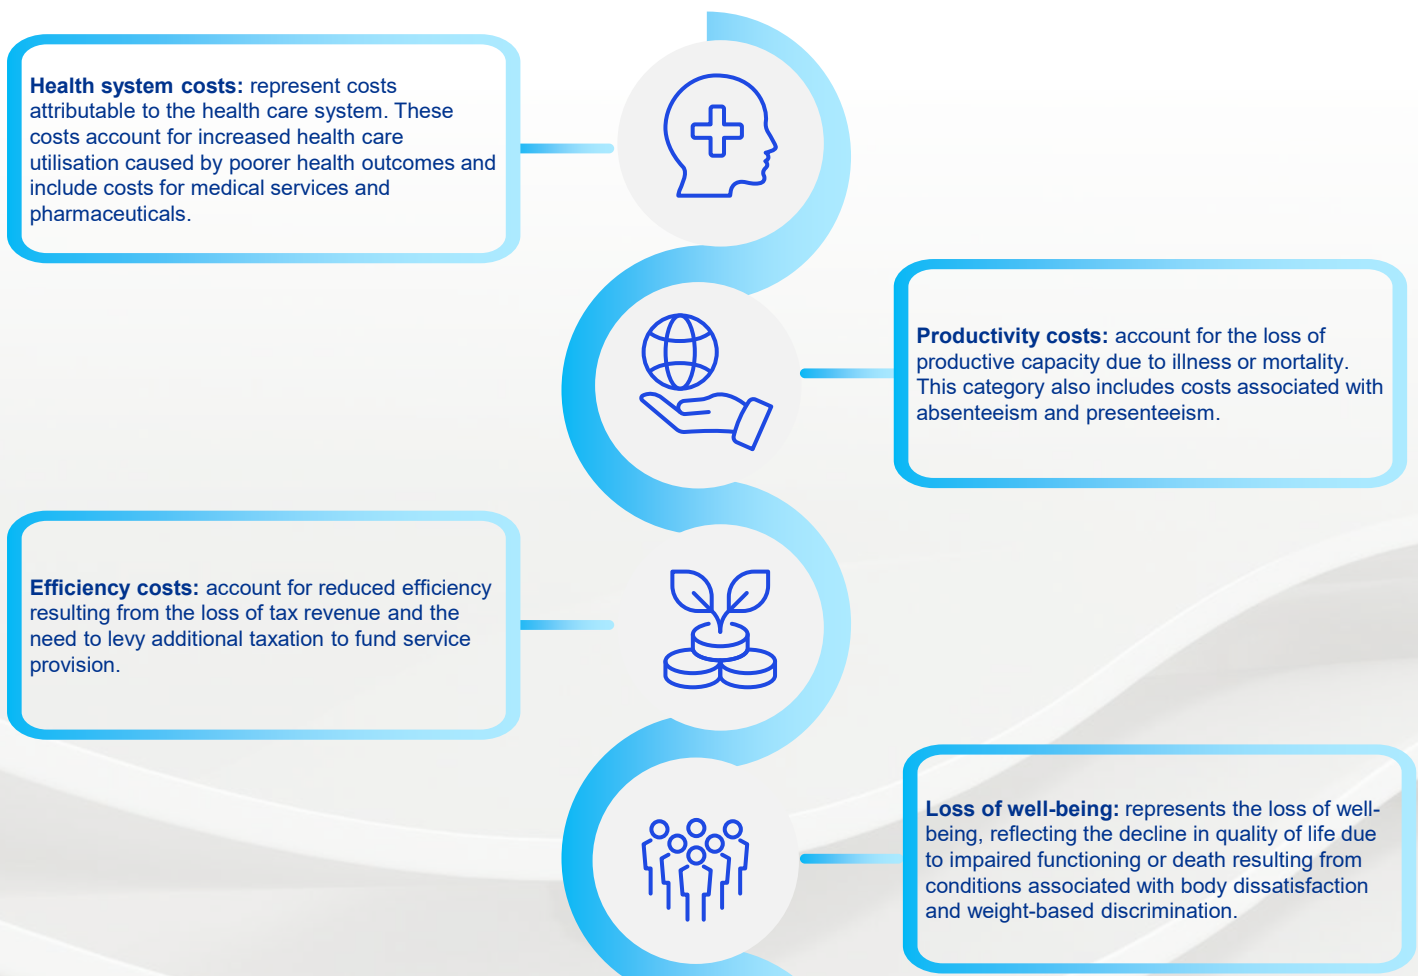 Health system costs: represent costs
attributable to the health care system. These
costs account for increased health care
utilisation caused by poorer health outcomes and
include costs for medical services and
pharmaceuticals.
Productivity costs: account for the loss of
productive capacity due to illness or mortality.
This category also includes costs associated with
absenteeism and presenteeism.
Efficiency costs: account for reduced efficiency
resulting from the loss of tax revenue and the
need to levy additional taxation to fund service
provision.
Loss of well-being: represents the loss of well-
being, reflecting the decline in quality of life due
to impaired functioning or death resulting from
conditions associated with body dissatisfaction
and weight-based discrimination.